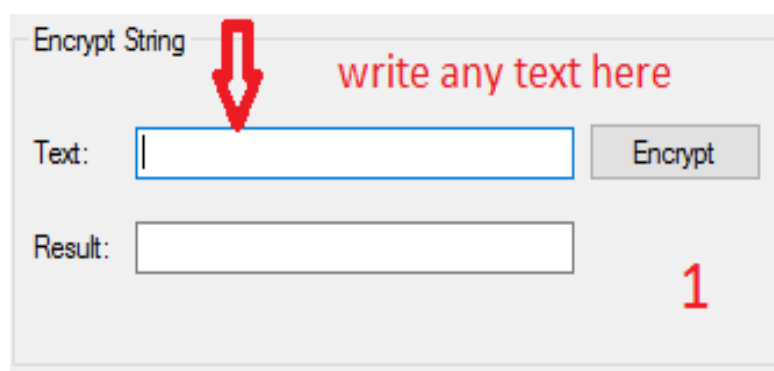 Encrypt String
write any text here
Text:
Encrypt
Result:
1